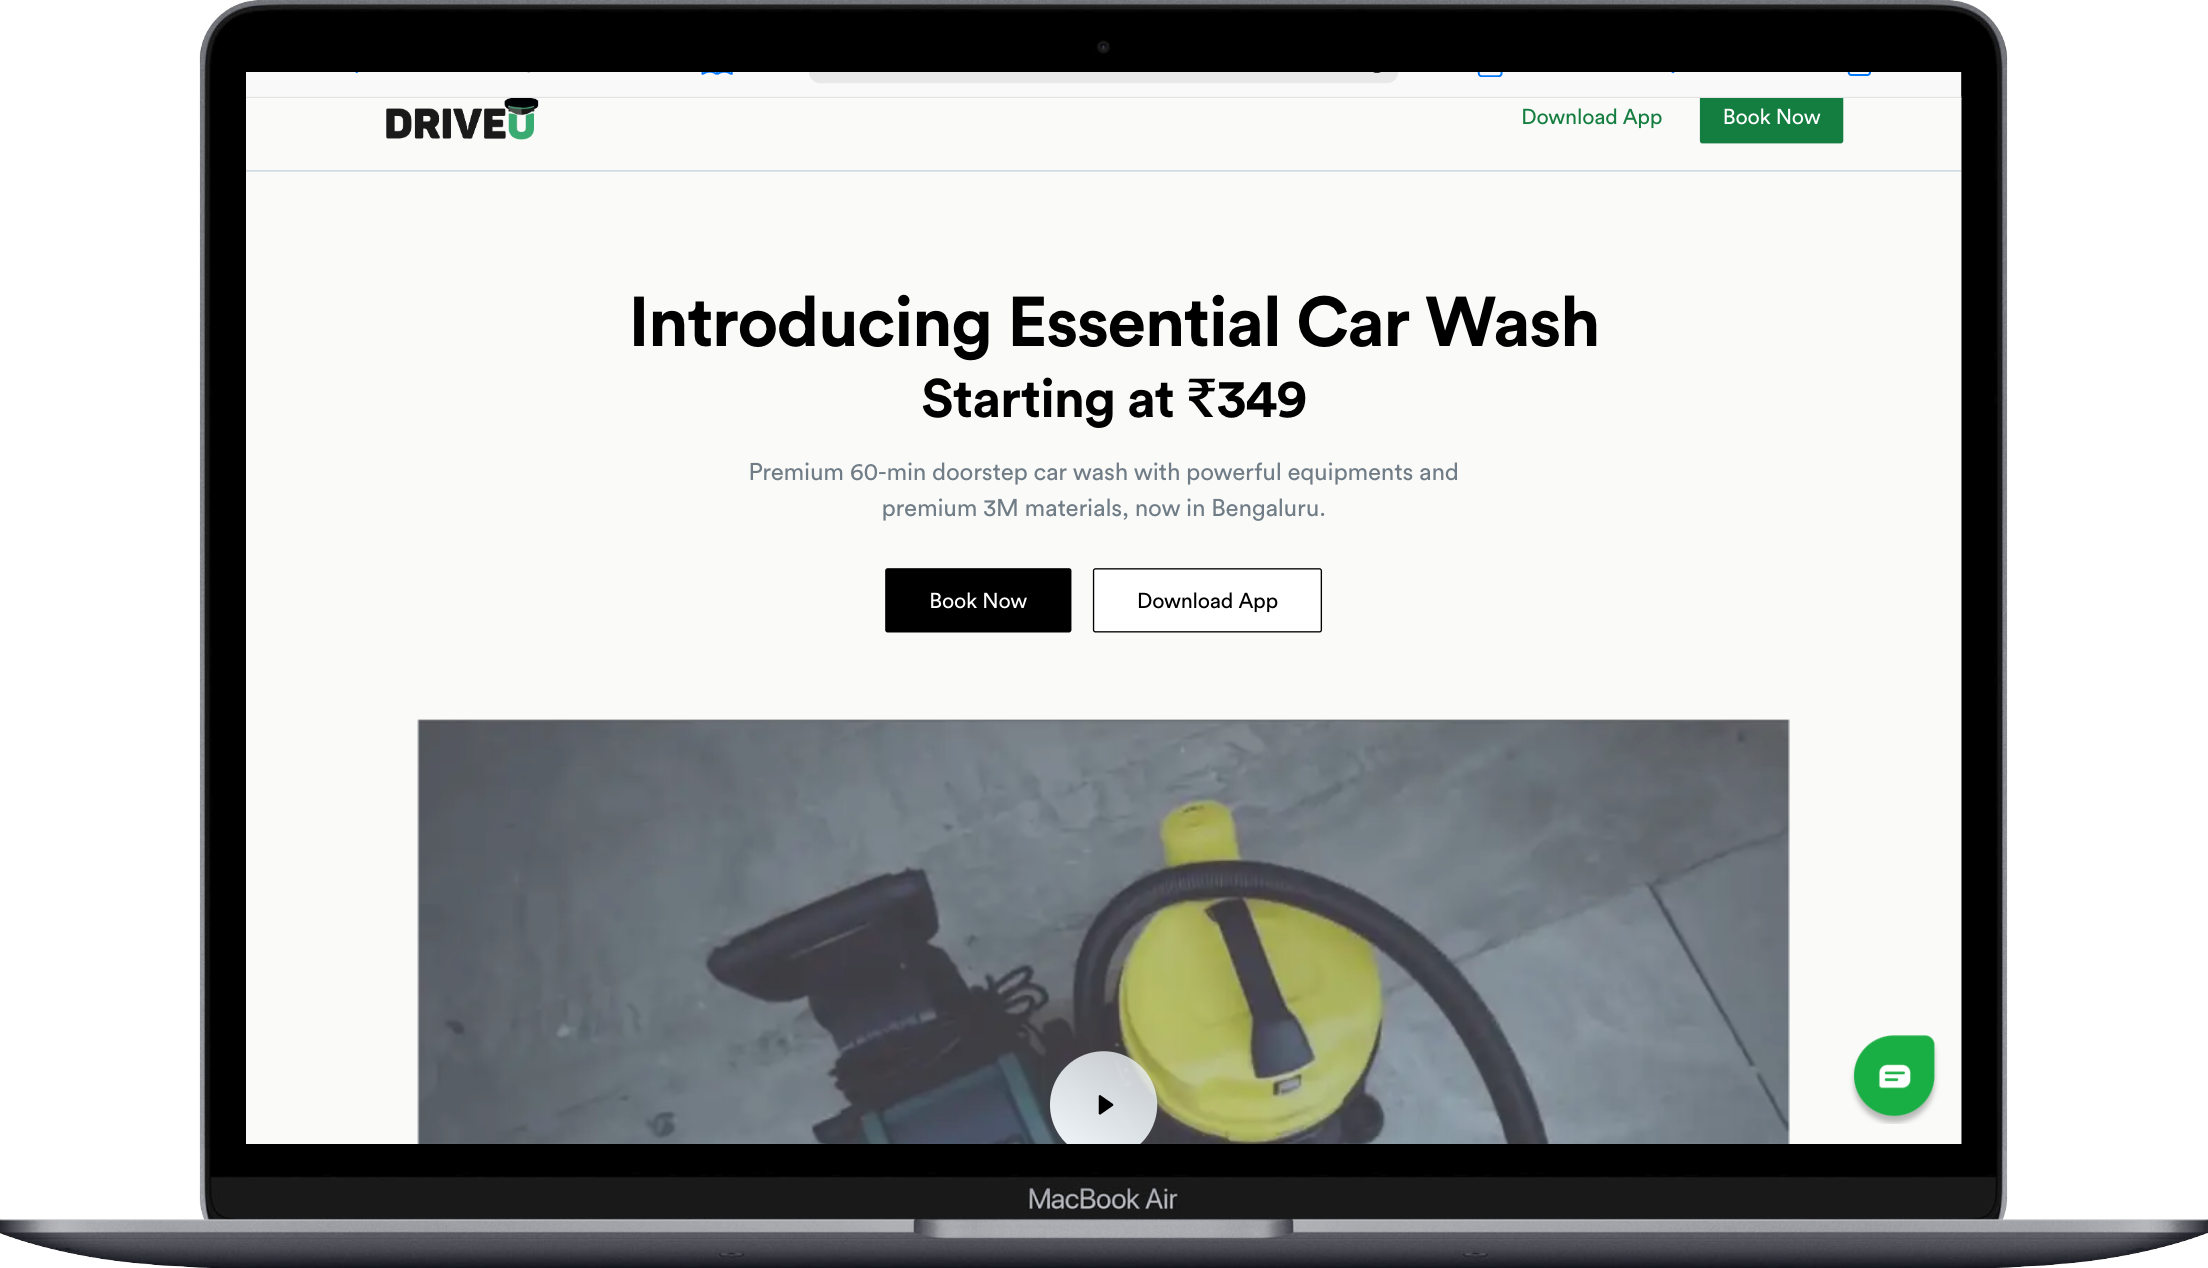 DRIVEU
Download App
Book Now
Introducing Essential Car Wash
Starting at ₹349
Premium 60-min doorstep car wash with powerful equipments and
premium 3M materials, now in Bengaluru.
Book Now
Download App
MacBook Air